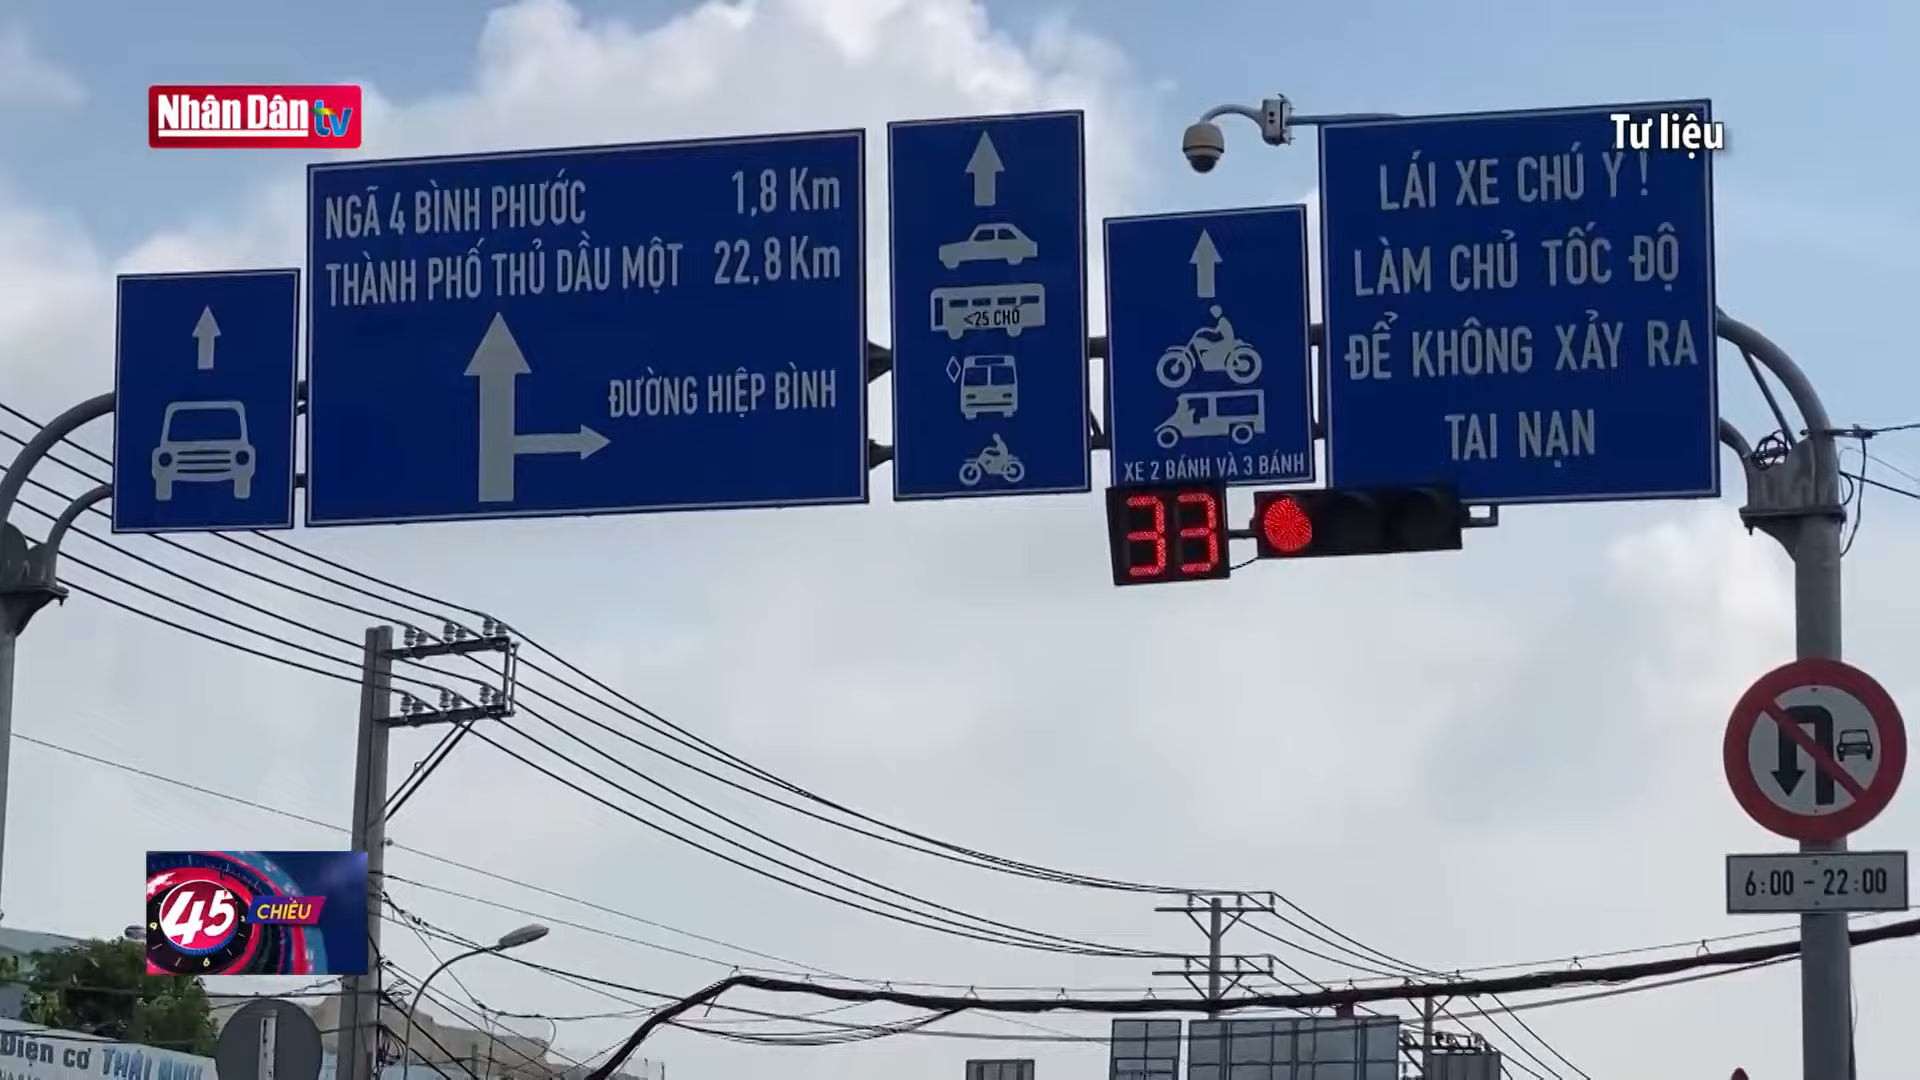 Nhân Dân tv
Tư liệu
NGÃ 4 BÌNH PHƯỚC 1,8 Km
THÀNH PHỐ THỦ DẦU MỘT 22,8 Km
ĐƯỜNG HIỆP BÌNH
<25 CHỖ
XE 2 BÁNH VÀ 3 BÁNH
LÁI XE CHÚ Ý !
LÀM CHỦ TỐC ĐỘ
ĐỂ KHÔNG XẢY RA
TAI NẠN
33
6:00 - 22:00
45 CHIỀU
Điện cơ THÁI